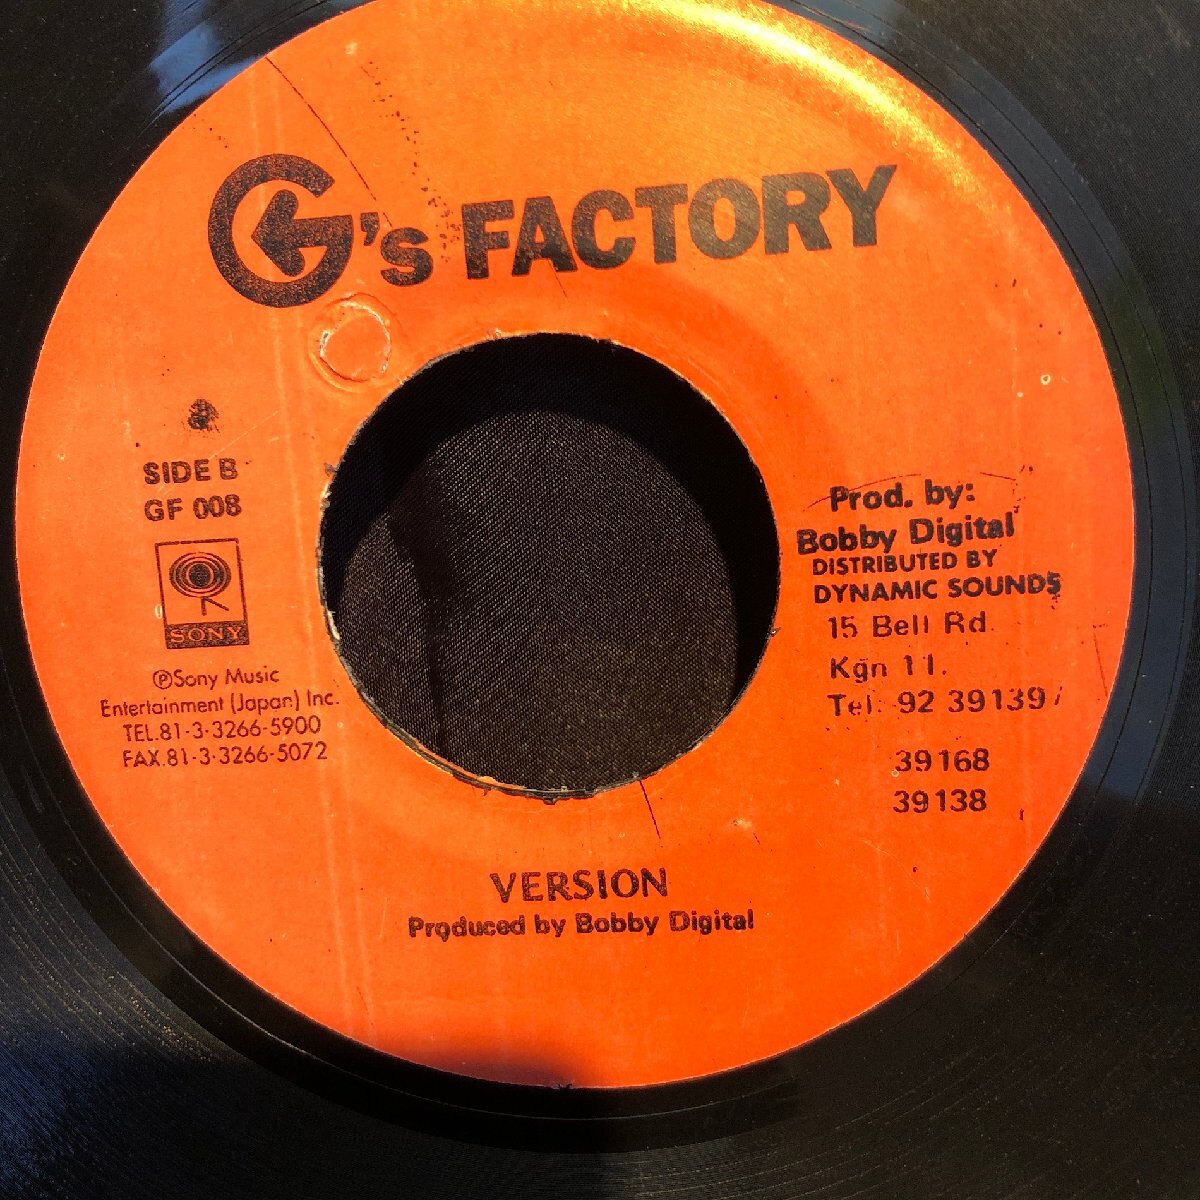 G's FACTORY
SIDE B
GF 008
SONY
℗Sony Music
Entertainment (Japan) Inc.
TEL.81-3-3266-5900
FAX.81-3-3266-5072
Prod. by:
Bobby Digital
DISTRIBUTED BY
DYNAMIC SOUNDS
15 Bell Rd.
Kgn 11.
Tel: 92 39139/
39168
39138
VERSION
Produced by Bobby Digital